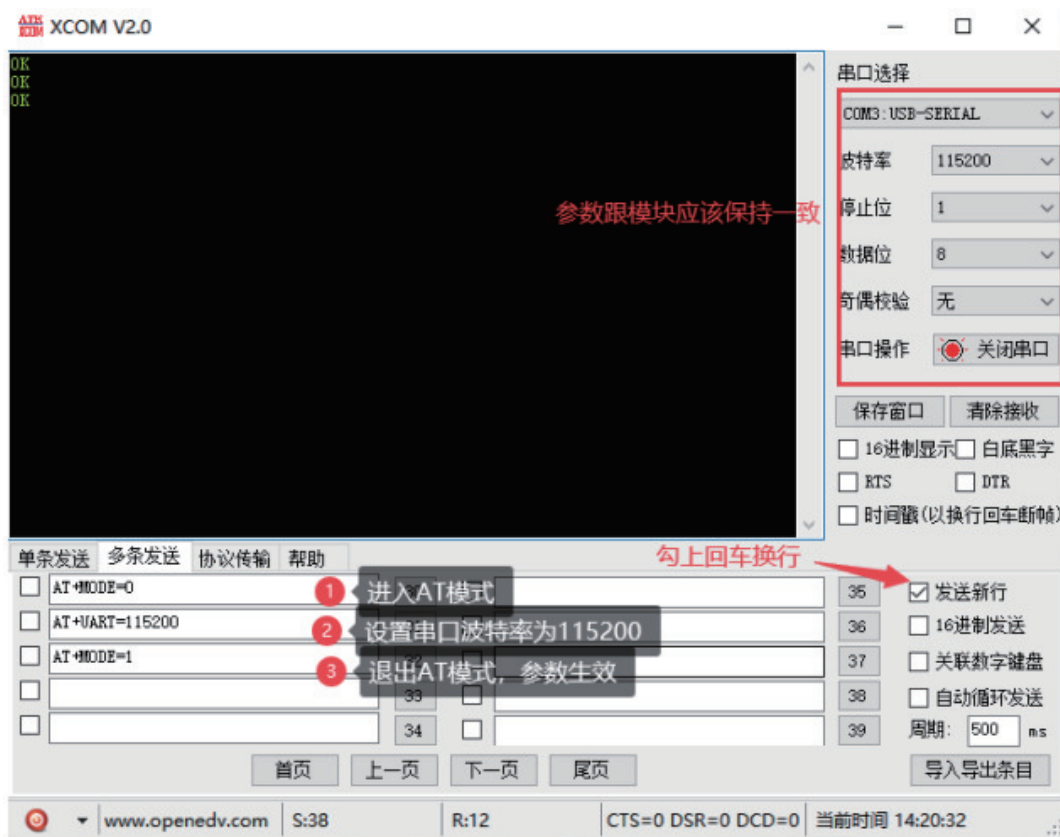 ATK XCOM XCOM V2.0
OK
OK
OK
串口选择
COM3:USB-SERIAL
波特率 115200
参数跟模块应该保持一致
停止位 1
数据位 8
奇偶校验 无
串口操作 关闭串口
保存窗口 清除接收
16进制显示 白底黑字
RTS DTR
时间戳(以换行回车断帧)
单条发送 多条发送 协议传输 帮助
勾上回车换行
AT+MODE=0 1 进入AT模式 35 发送新行
AT+UART=115200 2 设置串口波特率为115200 36 16进制发送
AT+MODE=1 3 退出AT模式，参数生效 37 关联数字键盘
33 38 自动循环发送
34 39 周期: 500 ms
首页 上一页 下一页 尾页 导入导出条目
www.openedv.com S:38 R:12 CTS=0 DSR=0 DCD=0 当前时间 14:20:32